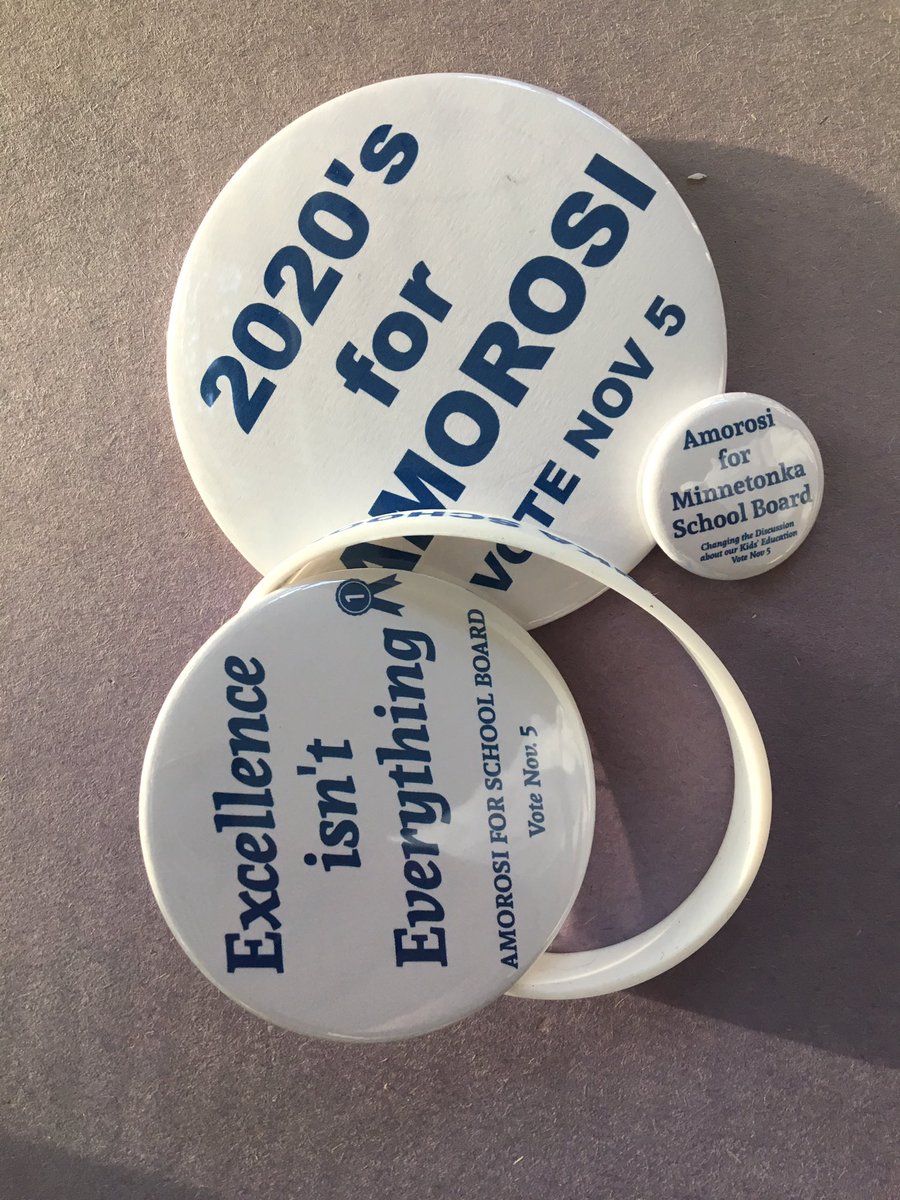 2020's
for
AMOROSI
VOTE NOV 5
Amorosi
for
Minnetonka
School Board
Changing the Discussion
about our Kids' Education
Vote Nov 5
1
Excellence
isn't
Everything
AMOROSI FOR SCHOOL BOARD
Vote Nov. 5